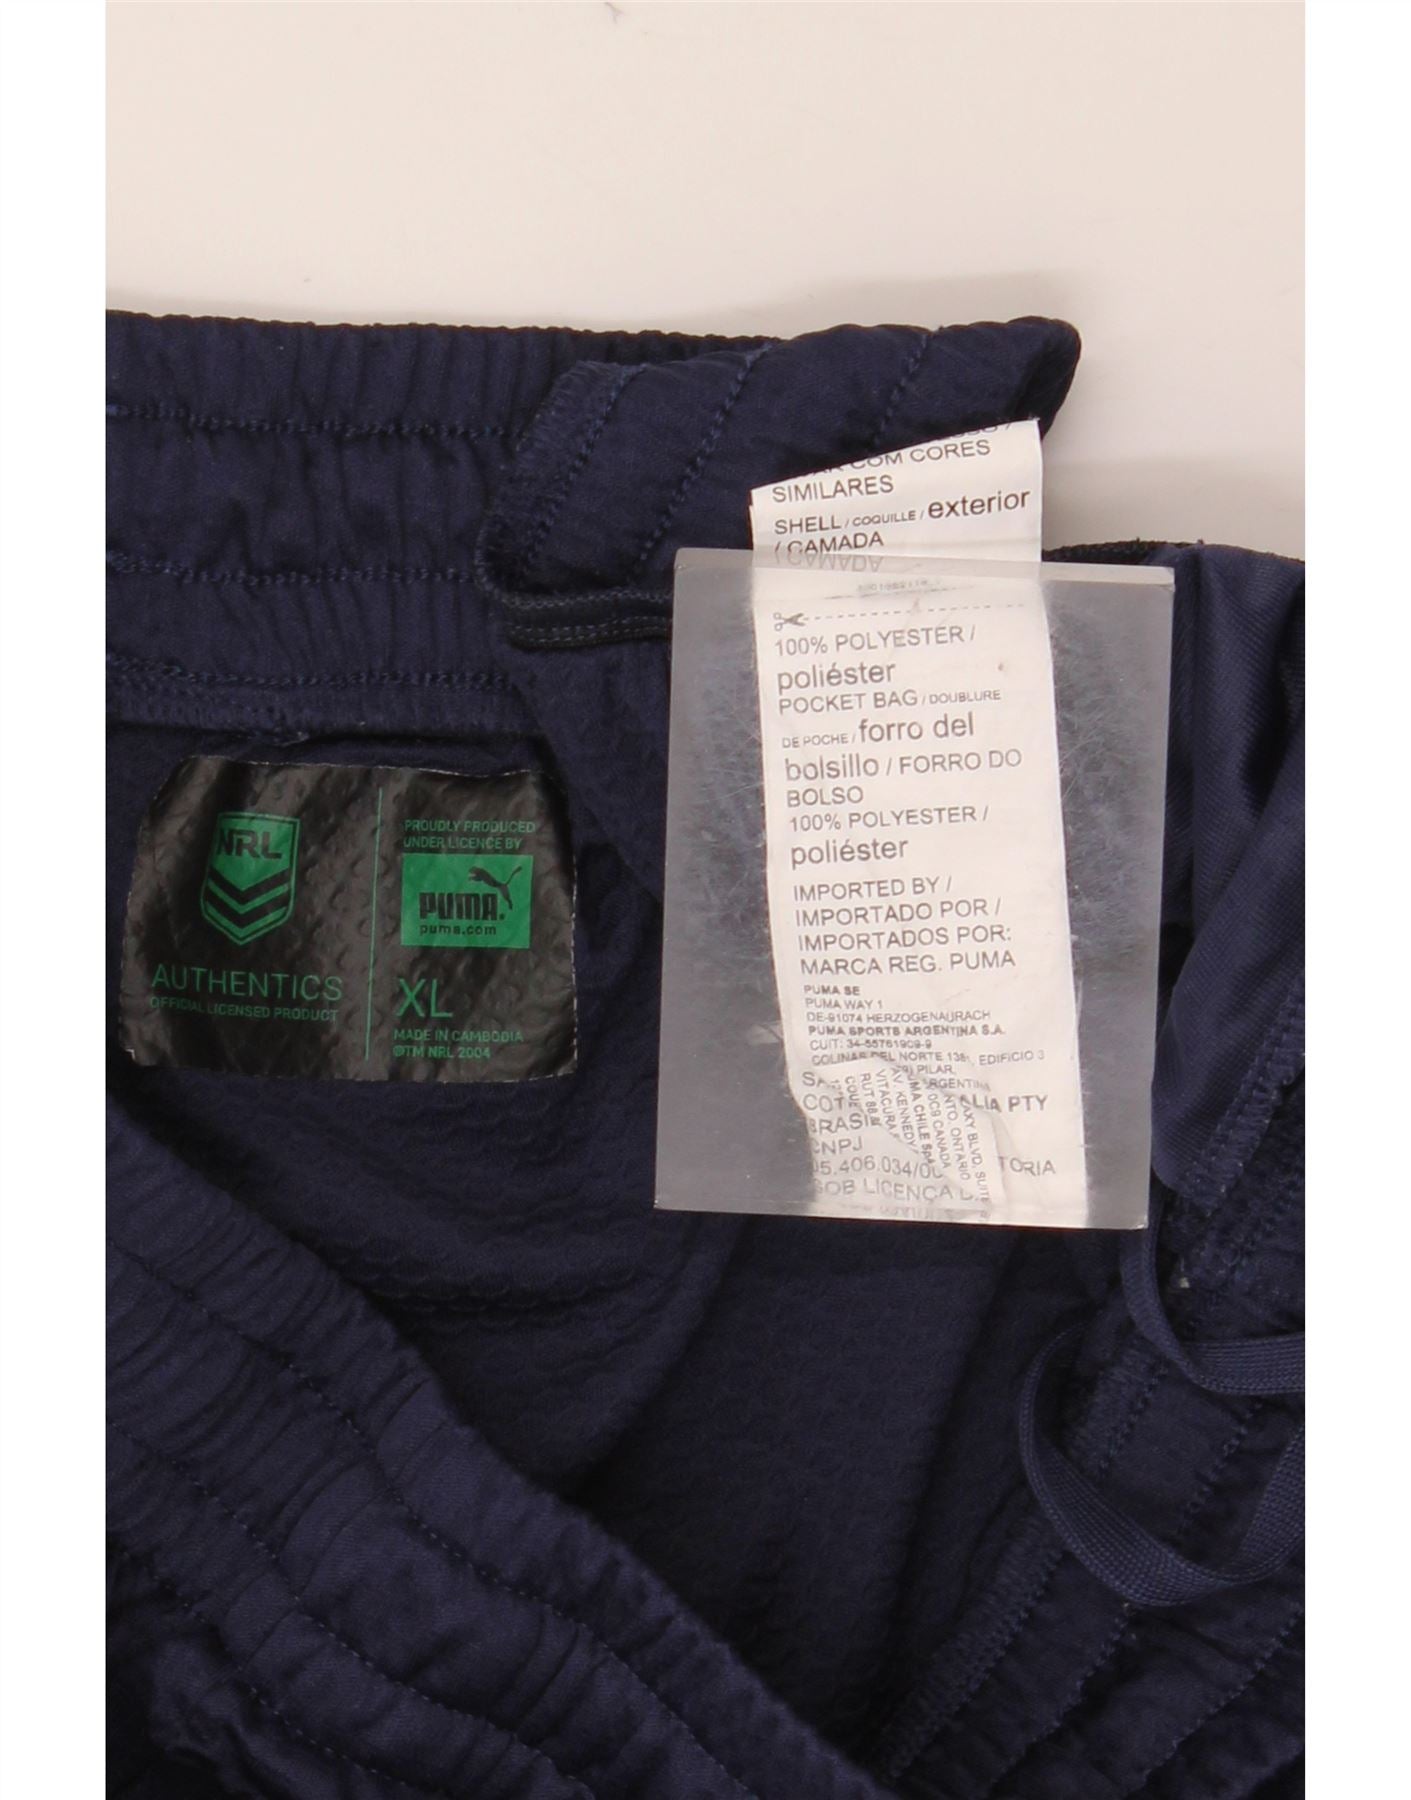 COM CORES
SIMILARES
SHELL / COQUILLE / exterior
/ CAMADA
100% POLYESTER /
poliéster
POCKET BAG / DOUBLURE
DE POCHE / forro del
bolsillo / FORRO DO
BOLSO
100% POLYESTER /
poliéster
IMPORTED BY /
IMPORTADO POR /
IMPORTADOS POR:
MARCA REG. PUMA
PUMA SE
PUMA WAY 1
DE-91074 HERZOGENAURACH
PUMA SPORTS ARGENTINA S.A.
CUIT: 34-55761909-9
COLINAS DEL NORTE 1381, EDIFICIO 3
PILAR,
ARGENTINA
PTY
CNPJ
SOB LICENÇA
NRL
AUTHENTICS
OFFICIAL LICENSED PRODUCT
PROUDLY PRODUCED
UNDER LICENCE BY
PUMA
puma.com
XL
MADE IN CAMBODIA
©TM NRL 2004